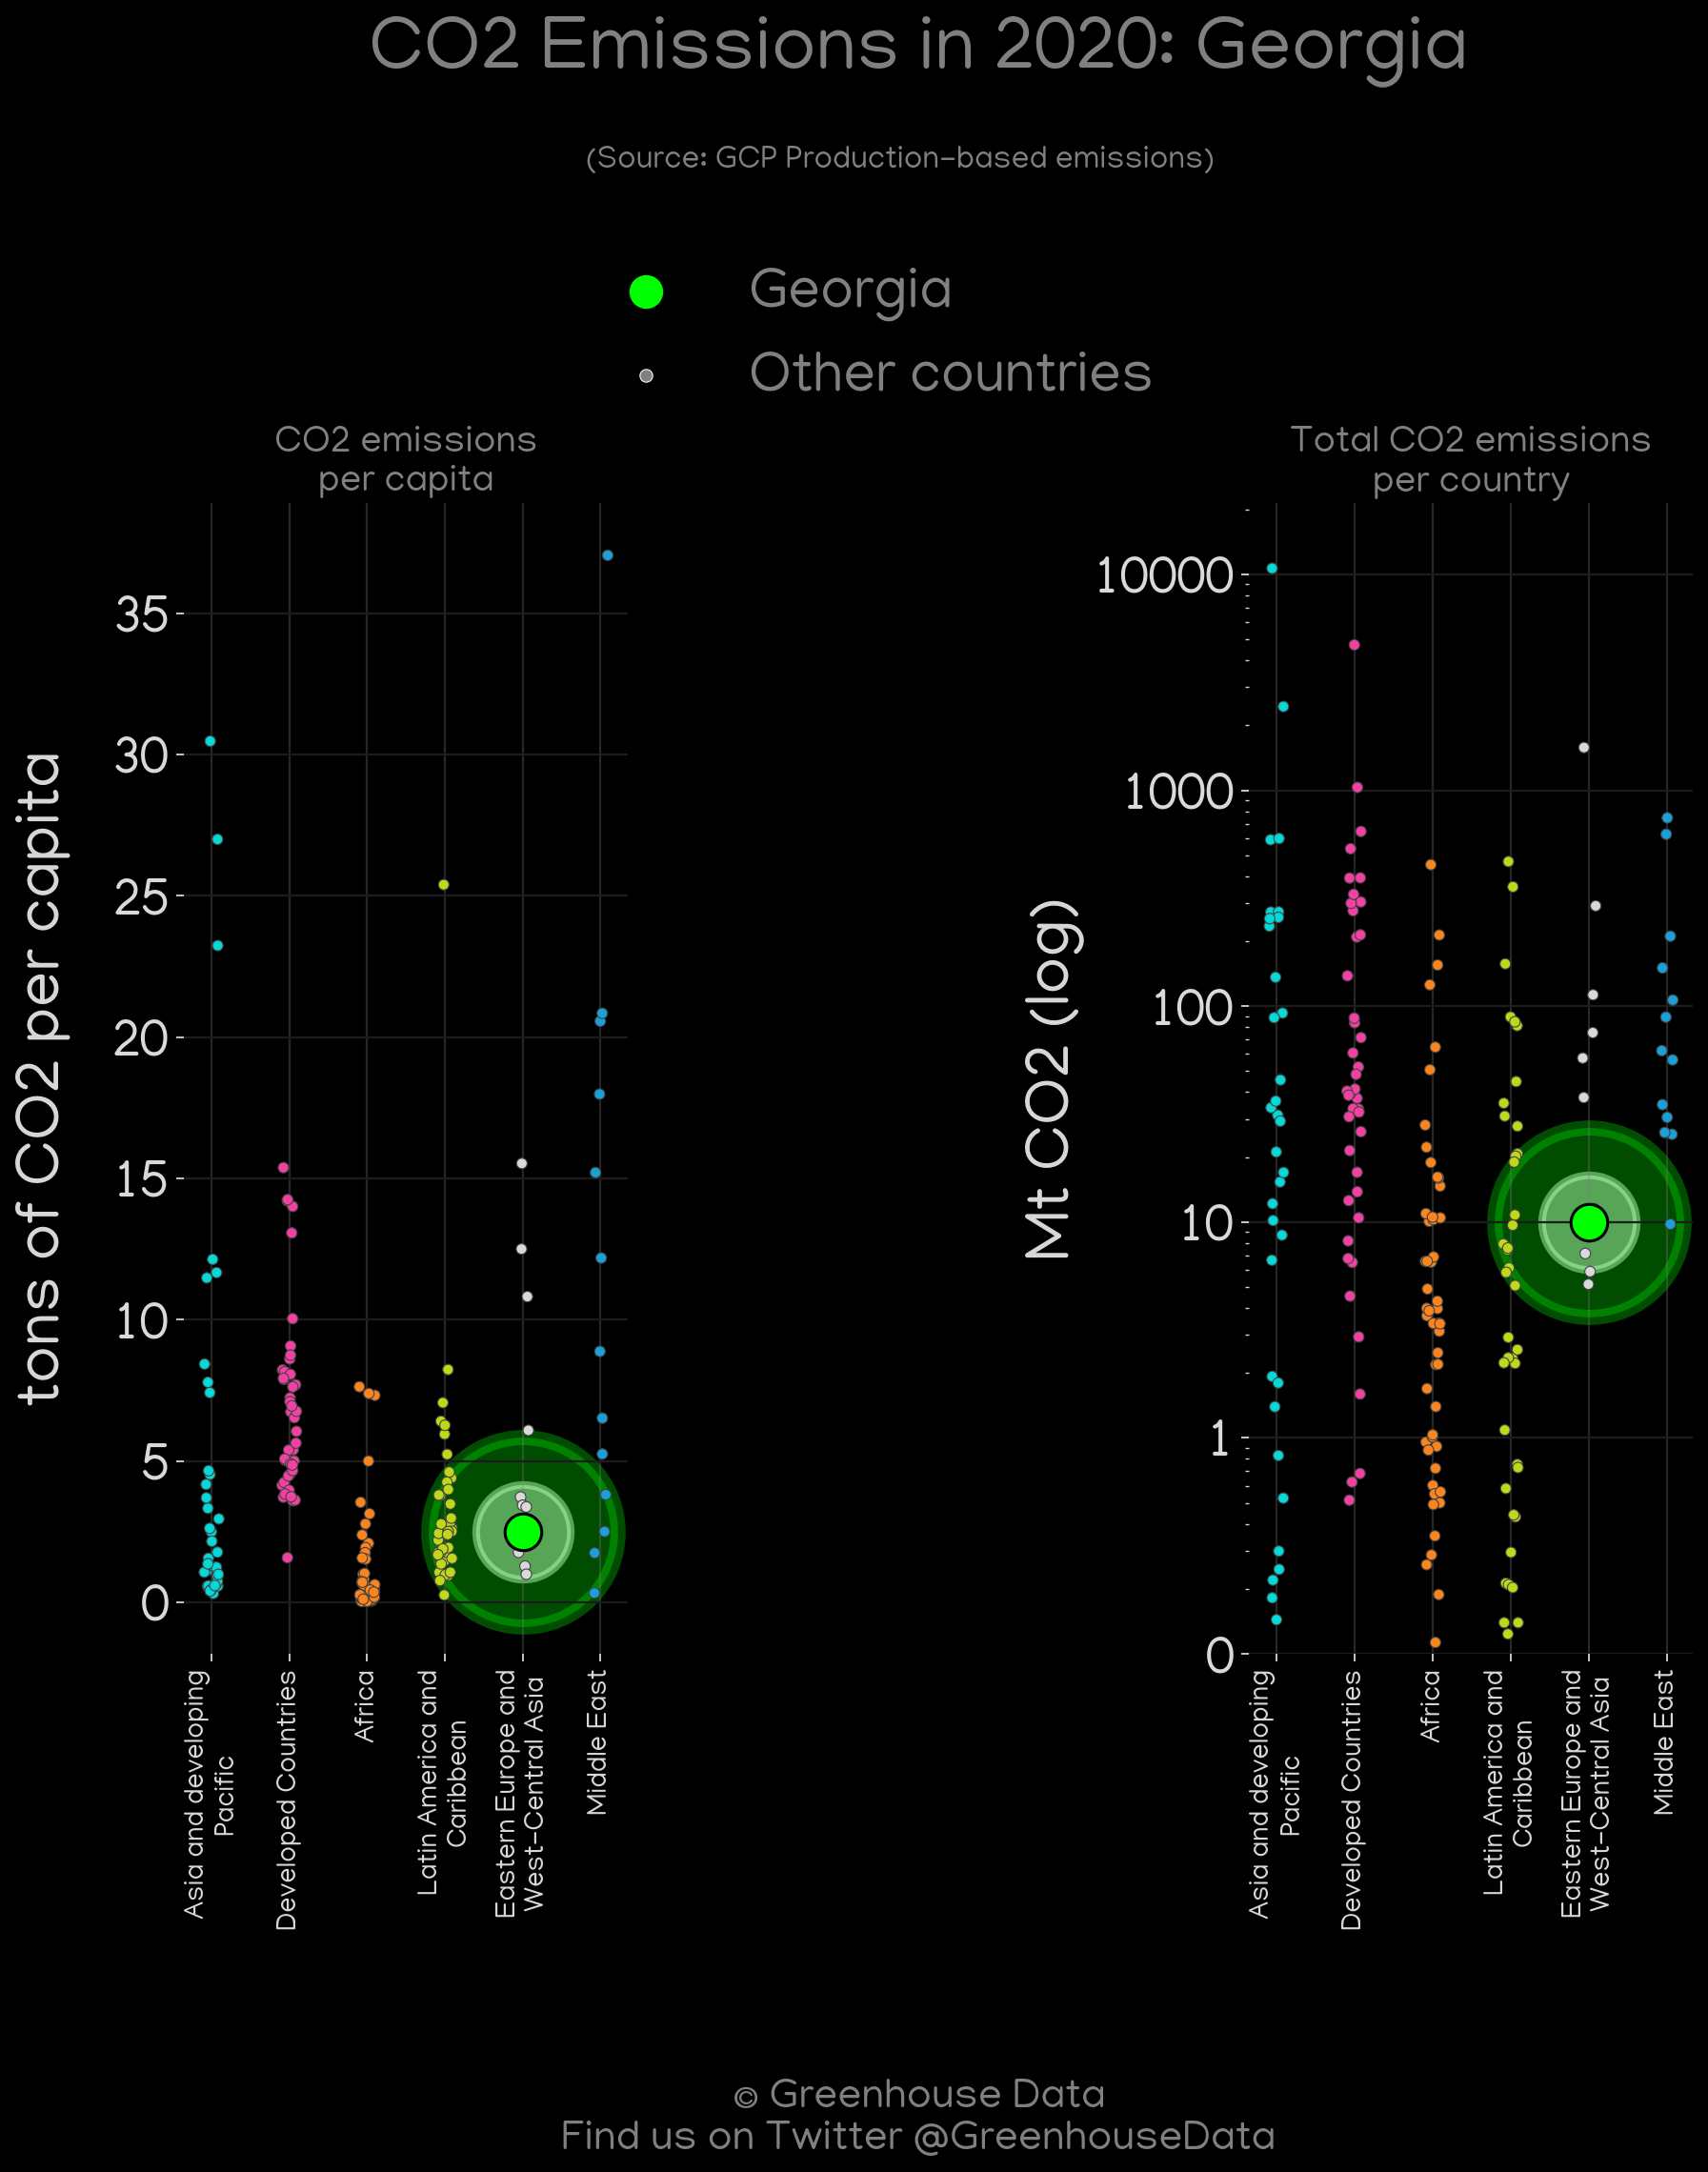 CO2 Emissions in 2020: Georgia
(Source: GCP Production-based emissions)
Georgia
Other countries
CO2 emissions
per capita
tons of CO2 per capita
35
30
25
20
15
10
5
0
Asia and developing
Pacific
Developed Countries
Africa
Latin America and
Caribbean
Eastern Europe and
West-Central Asia
Middle East
Total CO2 emissions
per country
Mt CO2 (log)
10000
1000
100
10
1
0
Asia and developing
Pacific
Developed Countries
Africa
Latin America and
Caribbean
Eastern Europe and
West-Central Asia
Middle East
© Greenhouse Data
Find us on Twitter @GreenhouseData